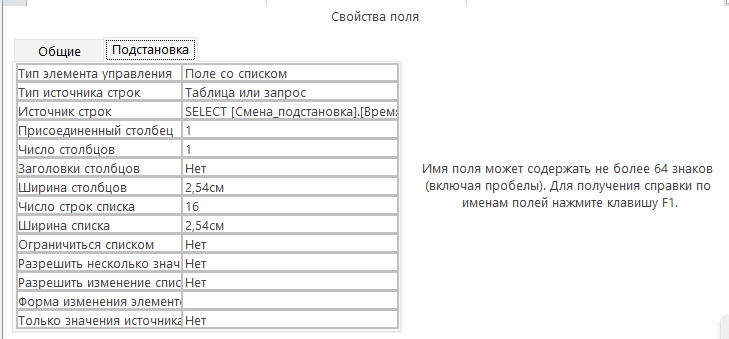 Свойства поля
Общие
Подстановка
Тип элемента управления Поле со списком
Тип источника строк Таблица или запрос
Источник строк SELECT [Смена_подстановка].[Время
Присоединенный столбец 1
Число столбцов 1
Заголовки столбцов Нет
Ширина столбцов 2,54см
Число строк списка 16
Ширина списка 2,54см
Ограничиться списком Нет
Разрешить несколько знач Нет
Разрешить изменение спис Нет
Форма изменения элемент
Только значения источника Нет
Имя поля может содержать не более 64 знаков
(включая пробелы). Для получения справки по
именам полей нажмите клавишу F1.